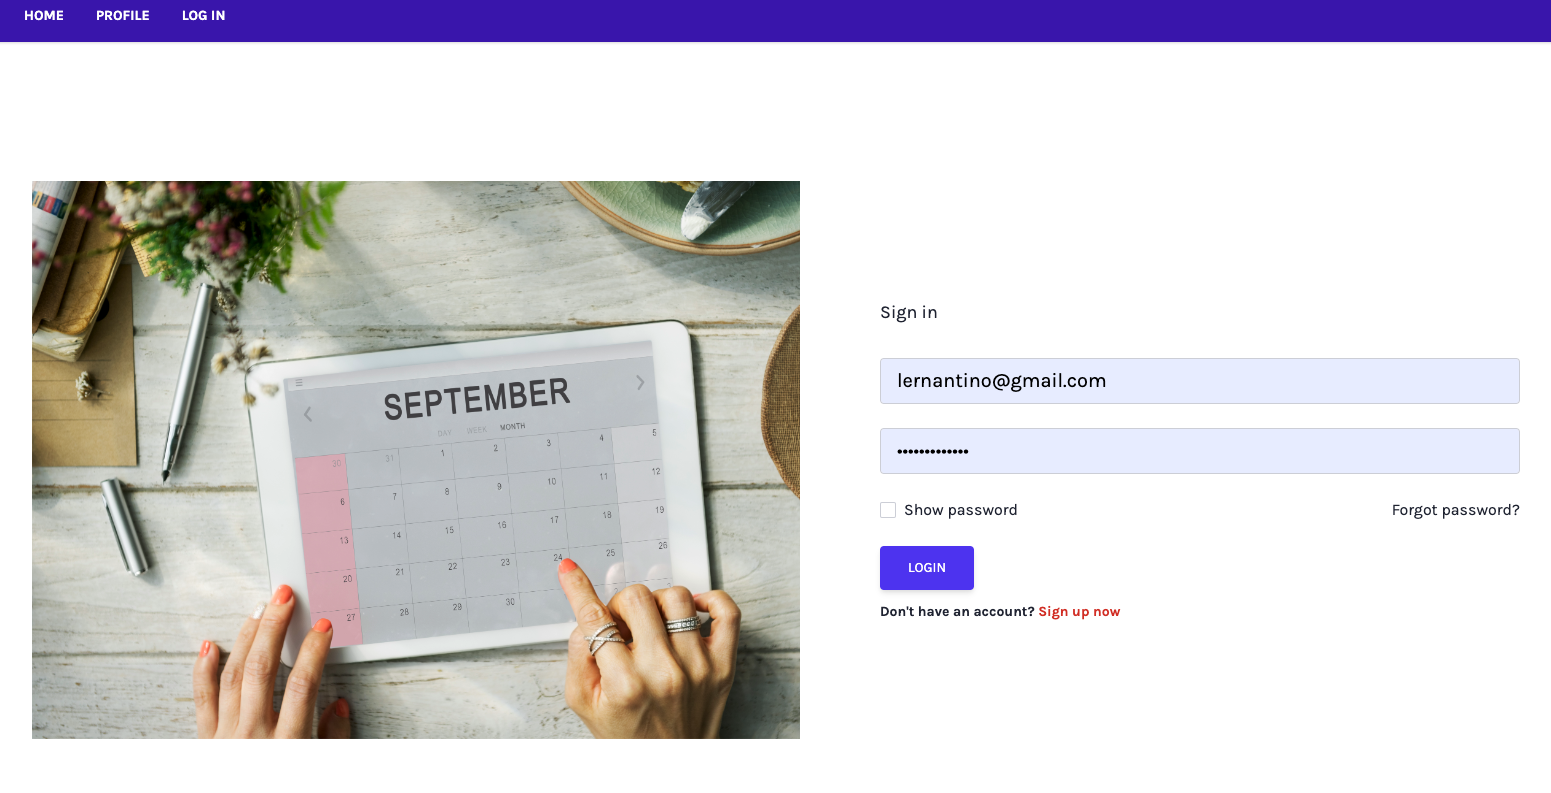 HOME PROFILE LOG IN
SEPTEMBER
DAY WEEK MONTH
30 31 1 2 3 4 5
6 7 8 9 10 11 12
13 14 15 16 17 18 19
20 21 22 23 24 25 26
27 28 29 30
Sign in
lernantino@gmail.com
•••••••••••••
Show password Forgot password?
LOGIN
Don't have an account? Sign up now